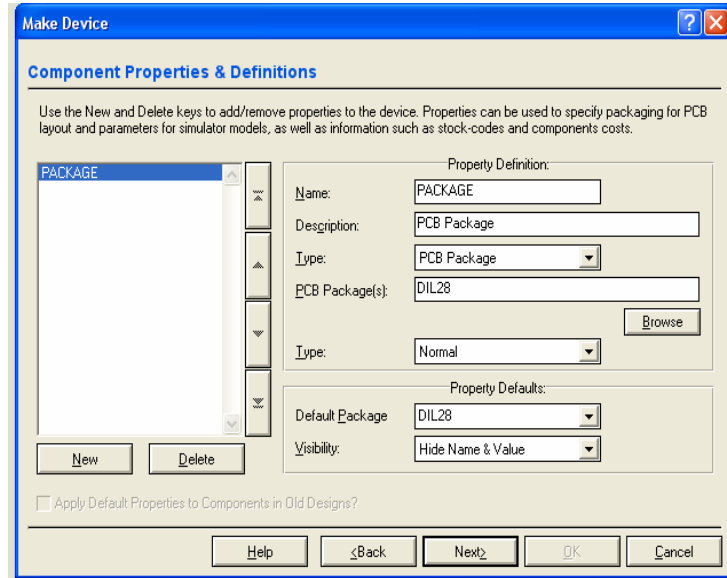 Make Device
Component Properties & Definitions
Use the New and Delete keys to add/remove properties to the device. Properties can be used to specify packaging for PCB
layout and parameters for simulator models, as well as information such as stock-codes and components costs.
PACKAGE
New
Delete
Property Definition:
Name: PACKAGE
Description: PCB Package
Type: PCB Package
PCB Package(s): DIL28
Browse
Type: Normal
Property Defaults:
Default Package DIL28
Visibility: Hide Name & Value
Apply Default Properties to Components in Old Designs?
Help <Back Next> OK Cancel